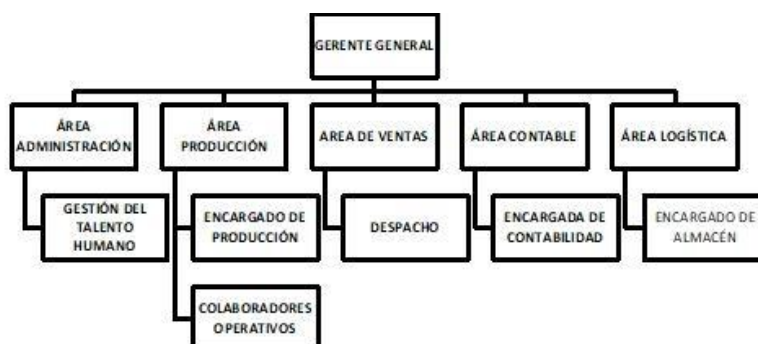 GERENTE GENERAL
ÁREA
ADMINISTRACIÓN
ÁREA
PRODUCCIÓN
AREA DE VENTAS
ÁREA CONTABLE
ÁREA LOGÍSTICA
GESTIÓN DEL
TALENTO
HUMANO
ENCARGADO DE
PRODUCCIÓN
DESPACHO
ENCARGADA DE
CONTABILIDAD
ENCARGADO DE
ALMACÉN
COLABORADORES
OPERATIVOS